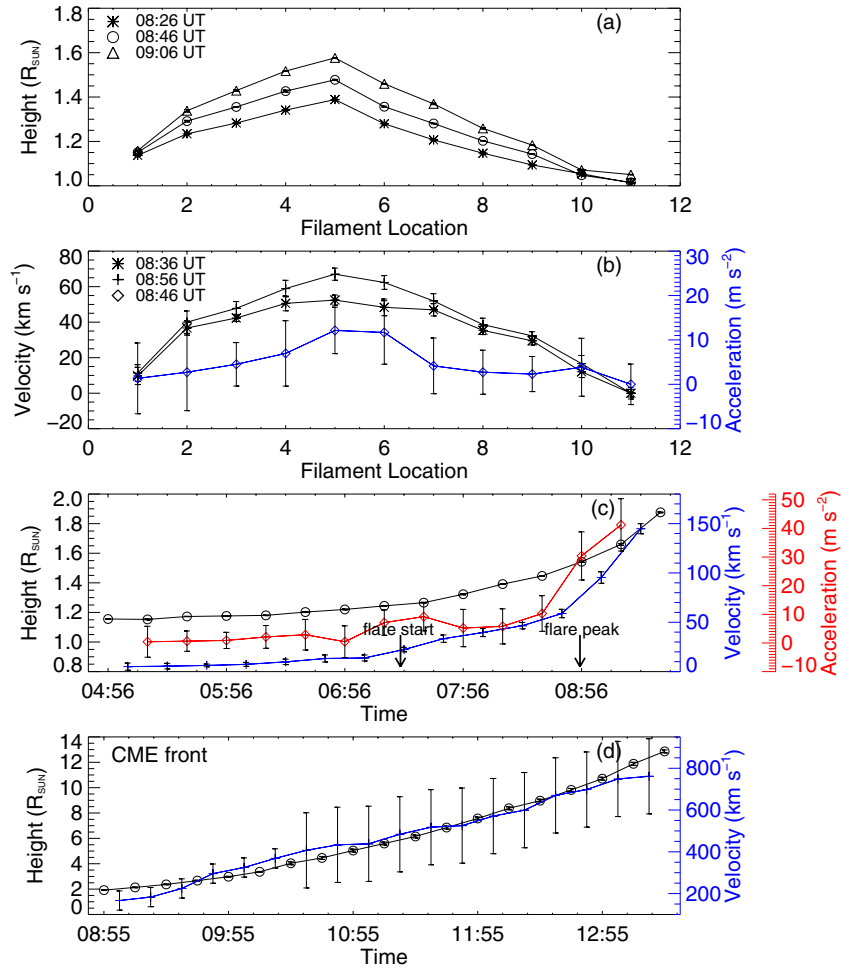 (a)
08:26 UT
08:46 UT
09:06 UT
Height (RSUN)
1.8
1.6
1.4
1.2
1.0
0 2 4 6 8 10 12
Filament Location
(b)
08:36 UT
08:56 UT
08:46 UT
Velocity (km s⁻¹)
80
60
40
20
0
−20
Acceleration (m s⁻²)
30
20
10
0
−10
0 2 4 6 8 10 12
Filament Location
(c)
Height (RSUN)
2.0
1.8
1.6
1.4
1.2
1.0
0.8
flare start
flare peak
Velocity (km s⁻¹)
150
100
50
0
Acceleration (m s⁻²)
50
40
30
20
10
0
−10
04:56 05:56 06:56 07:56 08:56
Time
(d)
CME front
Height (RSUN)
14
12
10
8
6
4
2
0
Velocity (km s⁻¹)
800
600
400
200
08:55 09:55 10:55 11:55 12:55
Time